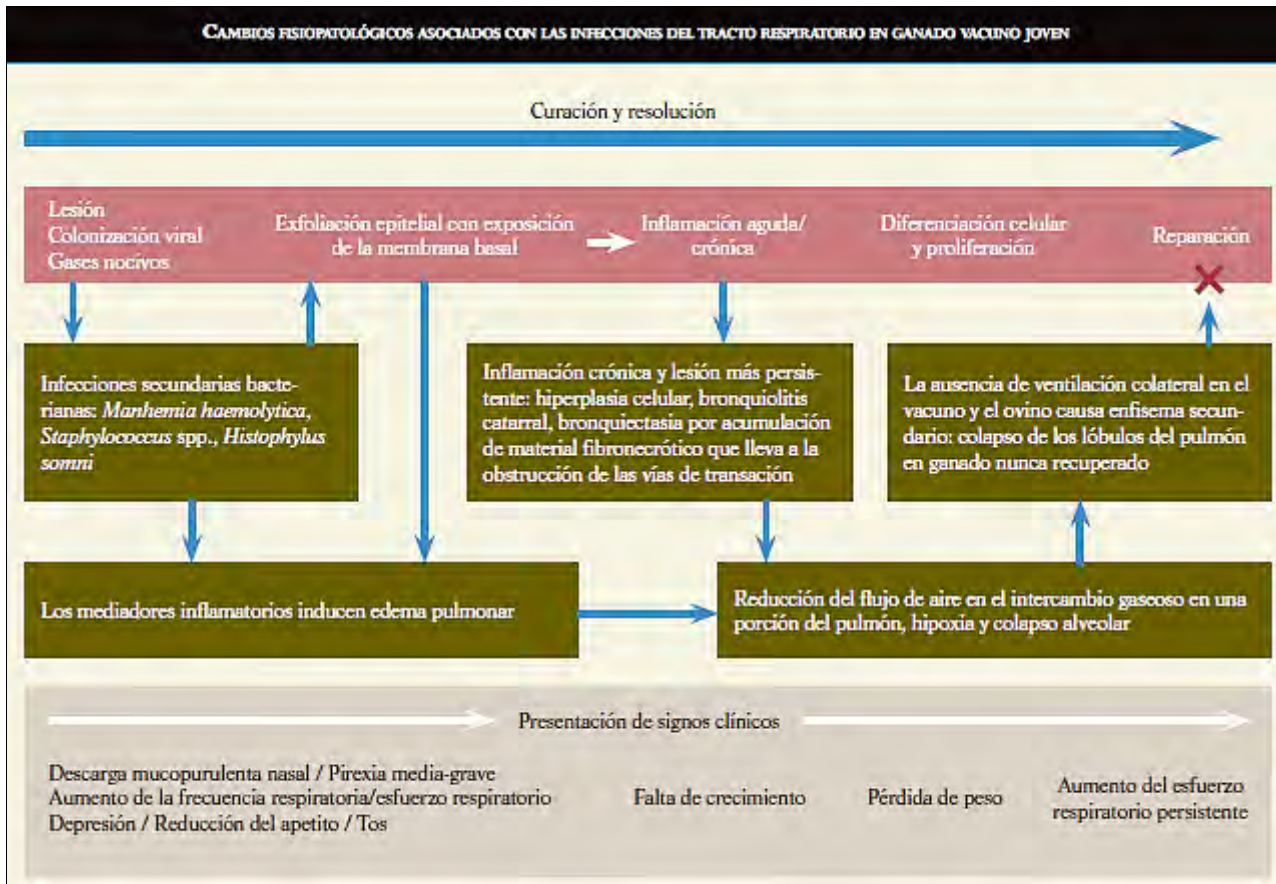 CAMBIOS FISIOPATOLÓGICOS ASOCIADOS CON LAS INFECCIONES DEL TRACTO RESPIRATORIO EN GANADO VACUNO JOVEN
Curación y resolución
Lesión
Colonización viral
Gases nocivos
Exfoliación epitelial con exposición
de la membrana basal
Inflamación aguda/
crónica
Diferenciación celular
y proliferación
Reparación
Infecciones secundarias bacte-
rianas: Manhemia haemolytica,
Staphylococcus spp., Histophylus
somni
Inflamación crónica y lesión más persis-
tente: hiperplasia celular, bronquiolitis
catarral, bronquiectasia por acumulación
de material fibronecrótico que lleva a la
obstrucción de las vías de transación
La ausencia de ventilación colateral en el
vacuno y el ovino causa enfisema secun-
dario: colapso de los lóbulos del pulmón
en ganado nunca recuperado
Los mediadores inflamatorios inducen edema pulmonar
Reducción del flujo de aire en el intercambio gaseoso en una
porción del pulmón, hipoxia y colapso alveolar
Presentación de signos clínicos
Descarga mucopurulenta nasal / Pirexia media-grave
Aumento de la frecuencia respiratoria/esfuerzo respiratorio
Depresión / Reducción del apetito / Tos
Falta de crecimiento
Pérdida de peso
Aumento del esfuerzo
respiratorio persistente